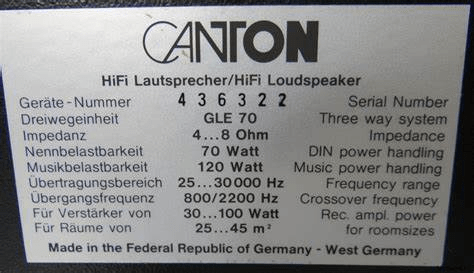 CANTON
HiFi Lautsprecher/HiFi Loudspeaker
Geräte-Nummer 436322 Serial Number
Dreiwegeinheit GLE 70 Three way system
Impedanz 4...8 Ohm Impedance
Nennbelastbarkeit 70 Watt DIN power handling
Musikbelastbarkeit 120 Watt Music power handling
Übertragungsbereich 25...30000 Hz Frequency range
Übergangsfrequenz 800/2200 Hz Crossover frequency
Für Verstärker von 30...100 Watt Rec. ampl. power
Für Räume von 25...45 m² for roomsizes
Made in the Federal Republic of Germany - West Germany